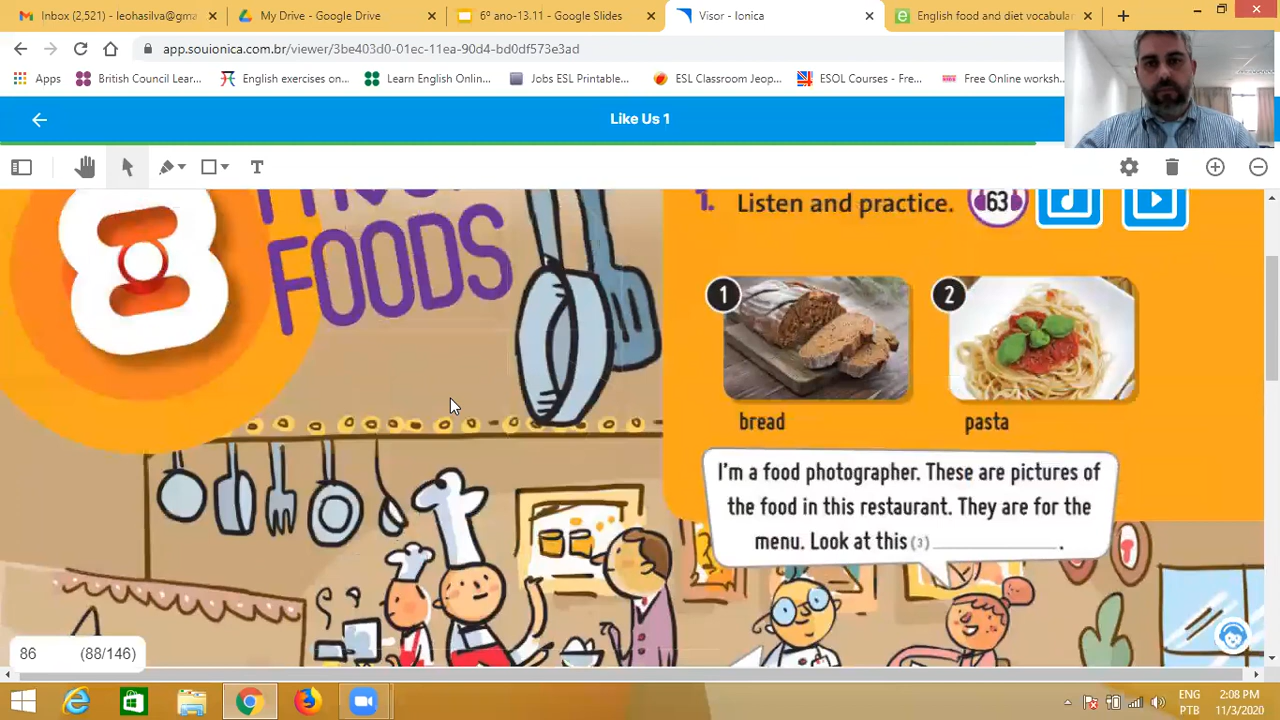 Inbox (2,521) - leohasilva@gma
My Drive - Google Drive
6º ano-13.11 - Google Slides
Visor - Ionica
English food and diet vocabular
app.souionica.com.br/viewer/3be403d0-01ec-11ea-90d4-bd0df573e3ad
Apps
British Council Lear...
English exercises on...
Learn English Onlin...
Jobs ESL Printable...
ESL Classroom Jeop...
ESOL Courses - Fre...
Free Online worksh...
Like Us 1
T
8
FOODS
1. Listen and practice. 63
1
2
bread
pasta
I'm a food photographer. These are pictures of
the food in this restaurant. They are for the
menu. Look at this (3) ____________.
86 (88/146)
ENG 2:08 PM
PTB 11/3/2020